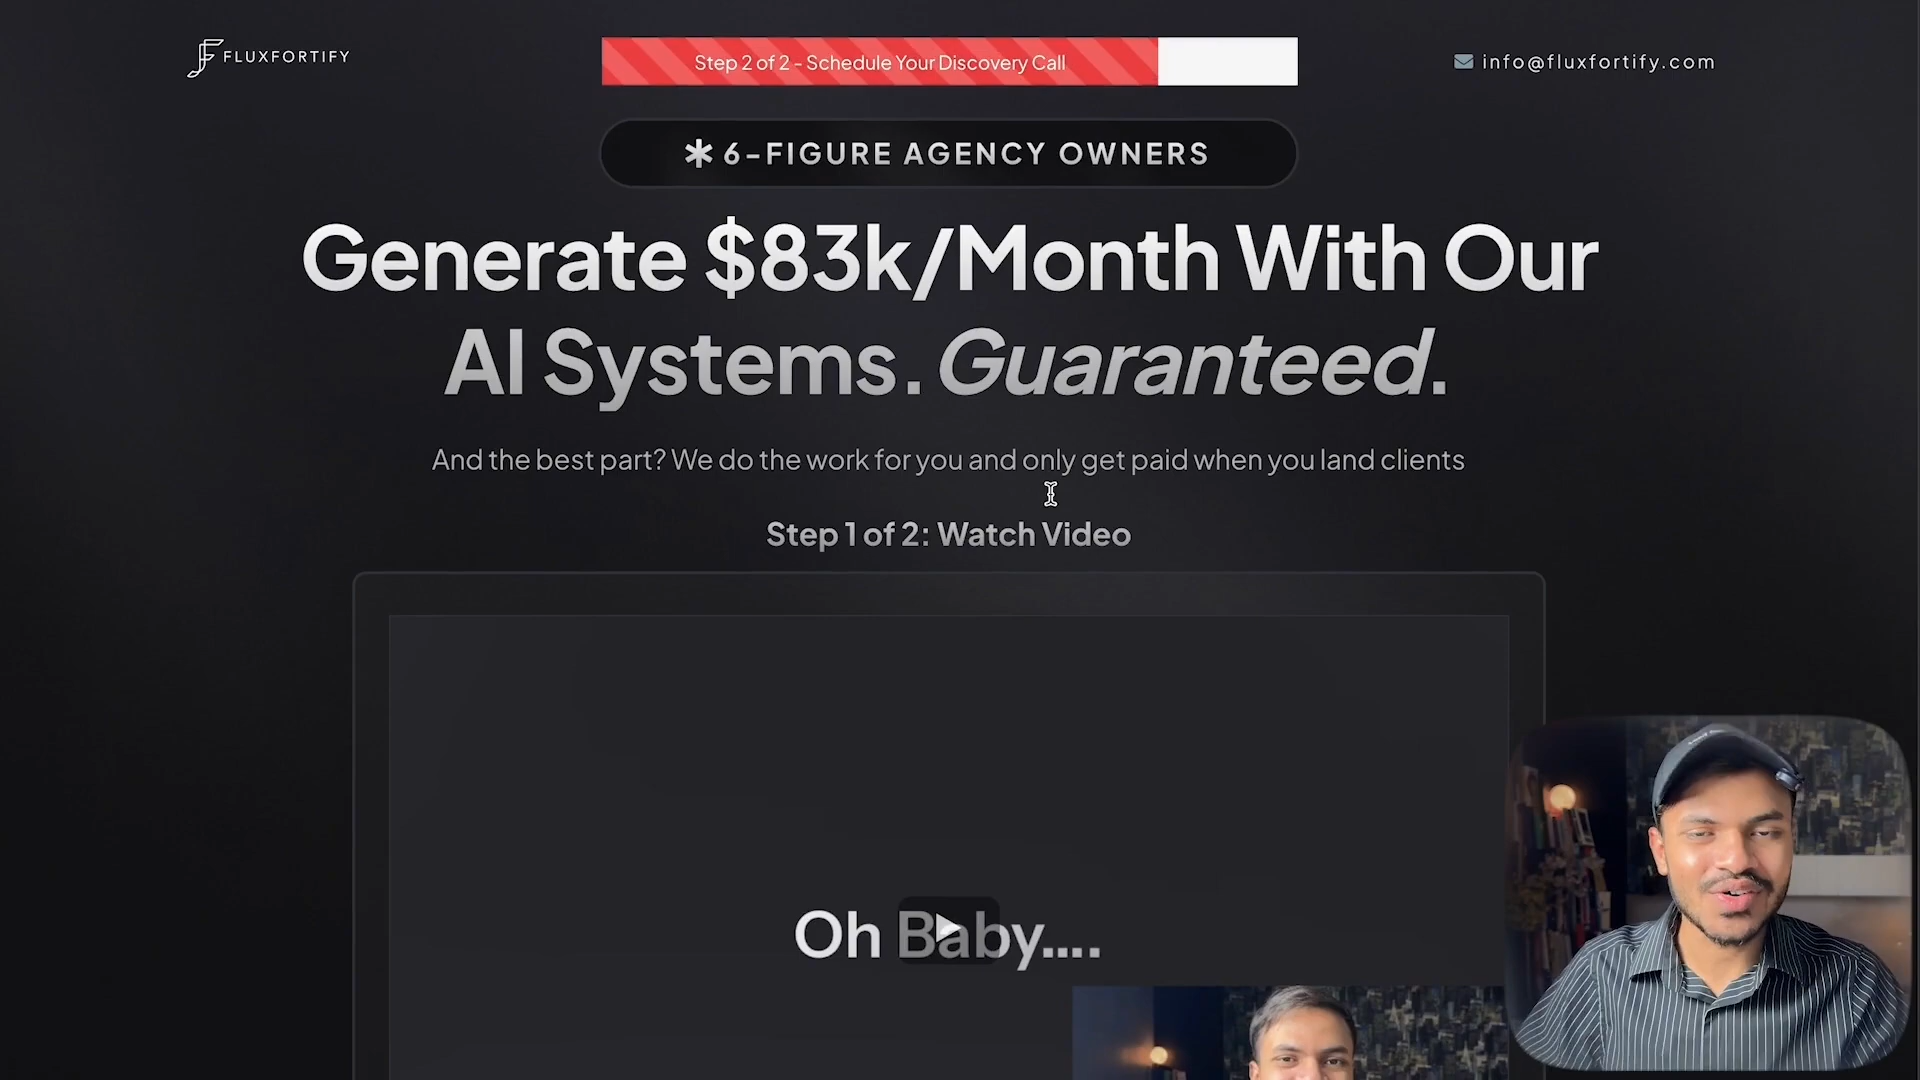 FLUXFORTIFY
Step 2 of 2 - Schedule Your Discovery Call
info@fluxfortify.com
6-FIGURE AGENCY OWNERS
Generate $83k/Month With Our
AI Systems. Guaranteed.
And the best part? We do the work for you and only get paid when you land clients
Step 1 of 2: Watch Video
Oh Baby....